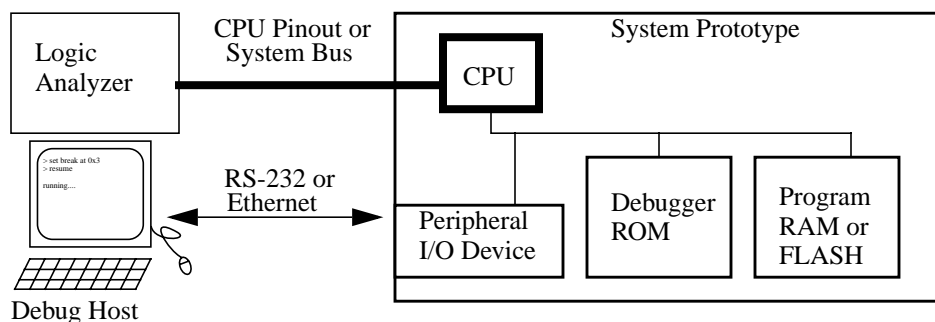 Logic
Analyzer
CPU Pinout or
System Bus
System Prototype
CPU
> set break at 0x3
> resume
running....
RS-232 or
Ethernet
Peripheral
I/O Device
Debugger
ROM
Program
RAM or
FLASH
Debug Host